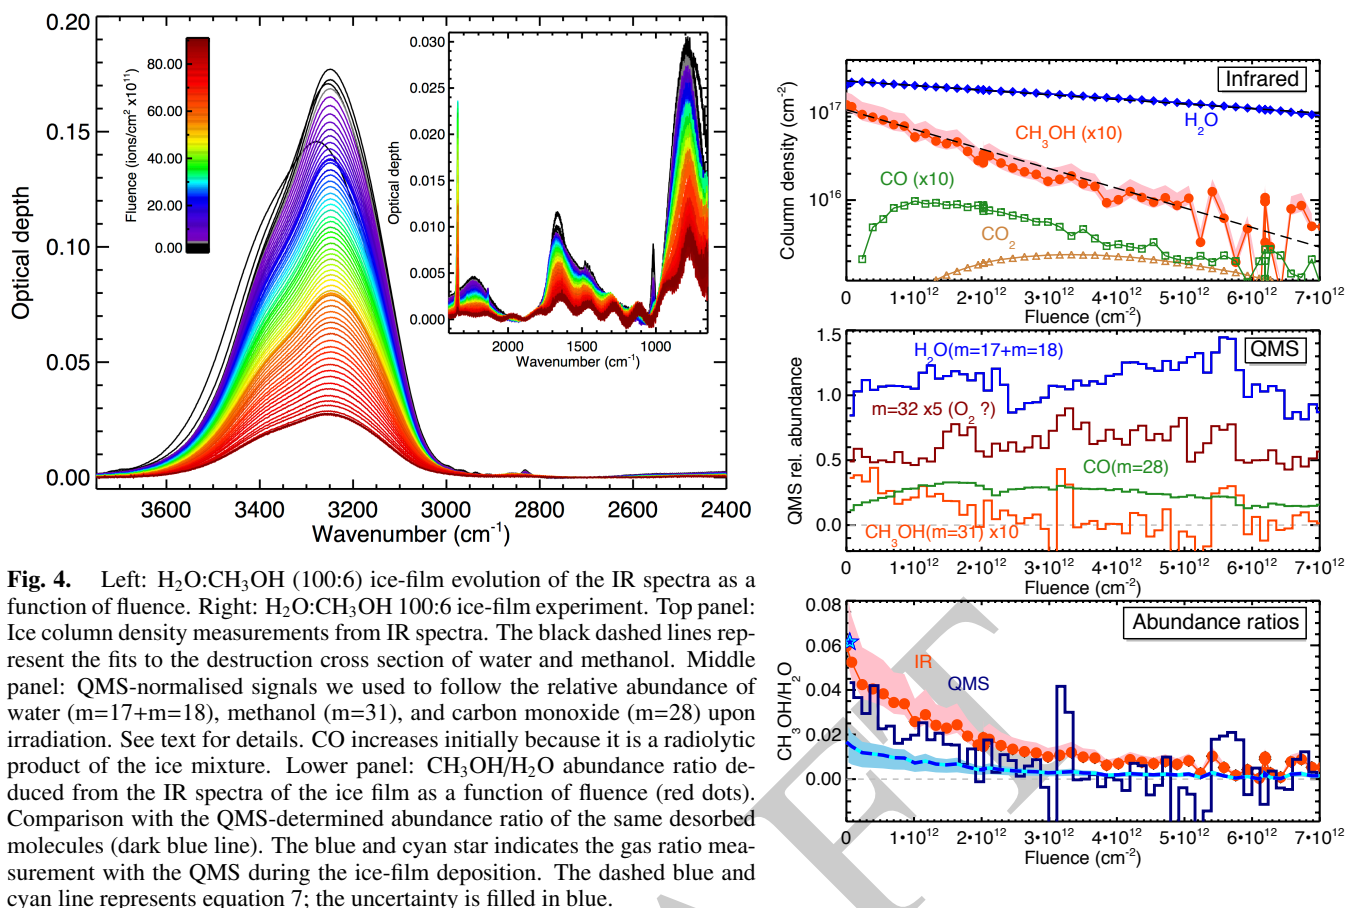 0.20
0.15
0.10
0.05
0.00
Optical depth
3600 3400 3200 3000 2800 2600 2400
Wavenumber (cm⁻¹)
Fluence (ions/cm² x10¹¹)
80.00
60.00
40.00
20.00
0.00
0.030
0.025
0.020
0.015
0.010
0.005
0.000
Optical depth
2000 1500 1000
Wavenumber (cm⁻¹)
Infrared
10¹⁷
10¹⁶
Column density (cm⁻²)
H₂O
CH₃OH (x10)
CO (x10)
CO₂
0 1•10¹² 2•10¹² 3•10¹² 4•10¹² 5•10¹² 6•10¹² 7•10¹²
Fluence (cm⁻²)
QMS
1.5
1.0
0.5
0.0
QMS rel. abundance
H₂O(m=17+m=18)
m=32 x5 (O₂ ?)
CO(m=28)
CH₃OH(m=31) x10
0 1•10¹² 2•10¹² 3•10¹² 4•10¹² 5•10¹² 6•10¹² 7•10¹²
Fluence (cm⁻²)
Abundance ratios
0.08
0.06
0.04
0.02
0.00
CH₃OH/H₂O
IR
QMS
0 1•10¹² 2•10¹² 3•10¹² 4•10¹² 5•10¹² 6•10¹² 7•10¹²
Fluence (cm⁻²)
Fig. 4. Left: H₂O:CH₃OH (100:6) ice-film evolution of the IR spectra as a
function of fluence. Right: H₂O:CH₃OH 100:6 ice-film experiment. Top panel:
Ice column density measurements from IR spectra. The black dashed lines rep-
resent the fits to the destruction cross section of water and methanol. Middle
panel: QMS-normalised signals we used to follow the relative abundance of
water (m=17+m=18), methanol (m=31), and carbon monoxide (m=28) upon
irradiation. See text for details. CO increases initially because it is a radiolytic
product of the ice mixture. Lower panel: CH₃OH/H₂O abundance ratio de-
duced from the IR spectra of the ice film as a function of fluence (red dots),
Comparison with the QMS-determined abundance ratio of the same desorbed
molecules (dark blue line). The blue and cyan star indicates the gas ratio mea-
surement with the QMS during the ice-film deposition. The dashed blue and
cyan line represents equation 7; the uncertainty is filled in blue.